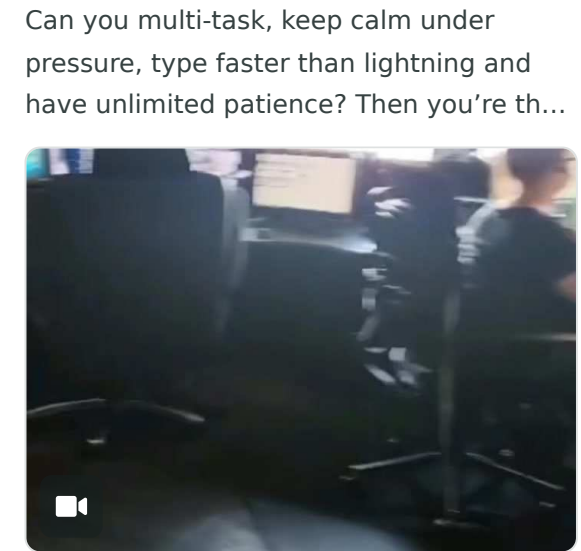 Can you multi-task, keep calm under
pressure, type faster than lightning and
have unlimited patience? Then you’re th…